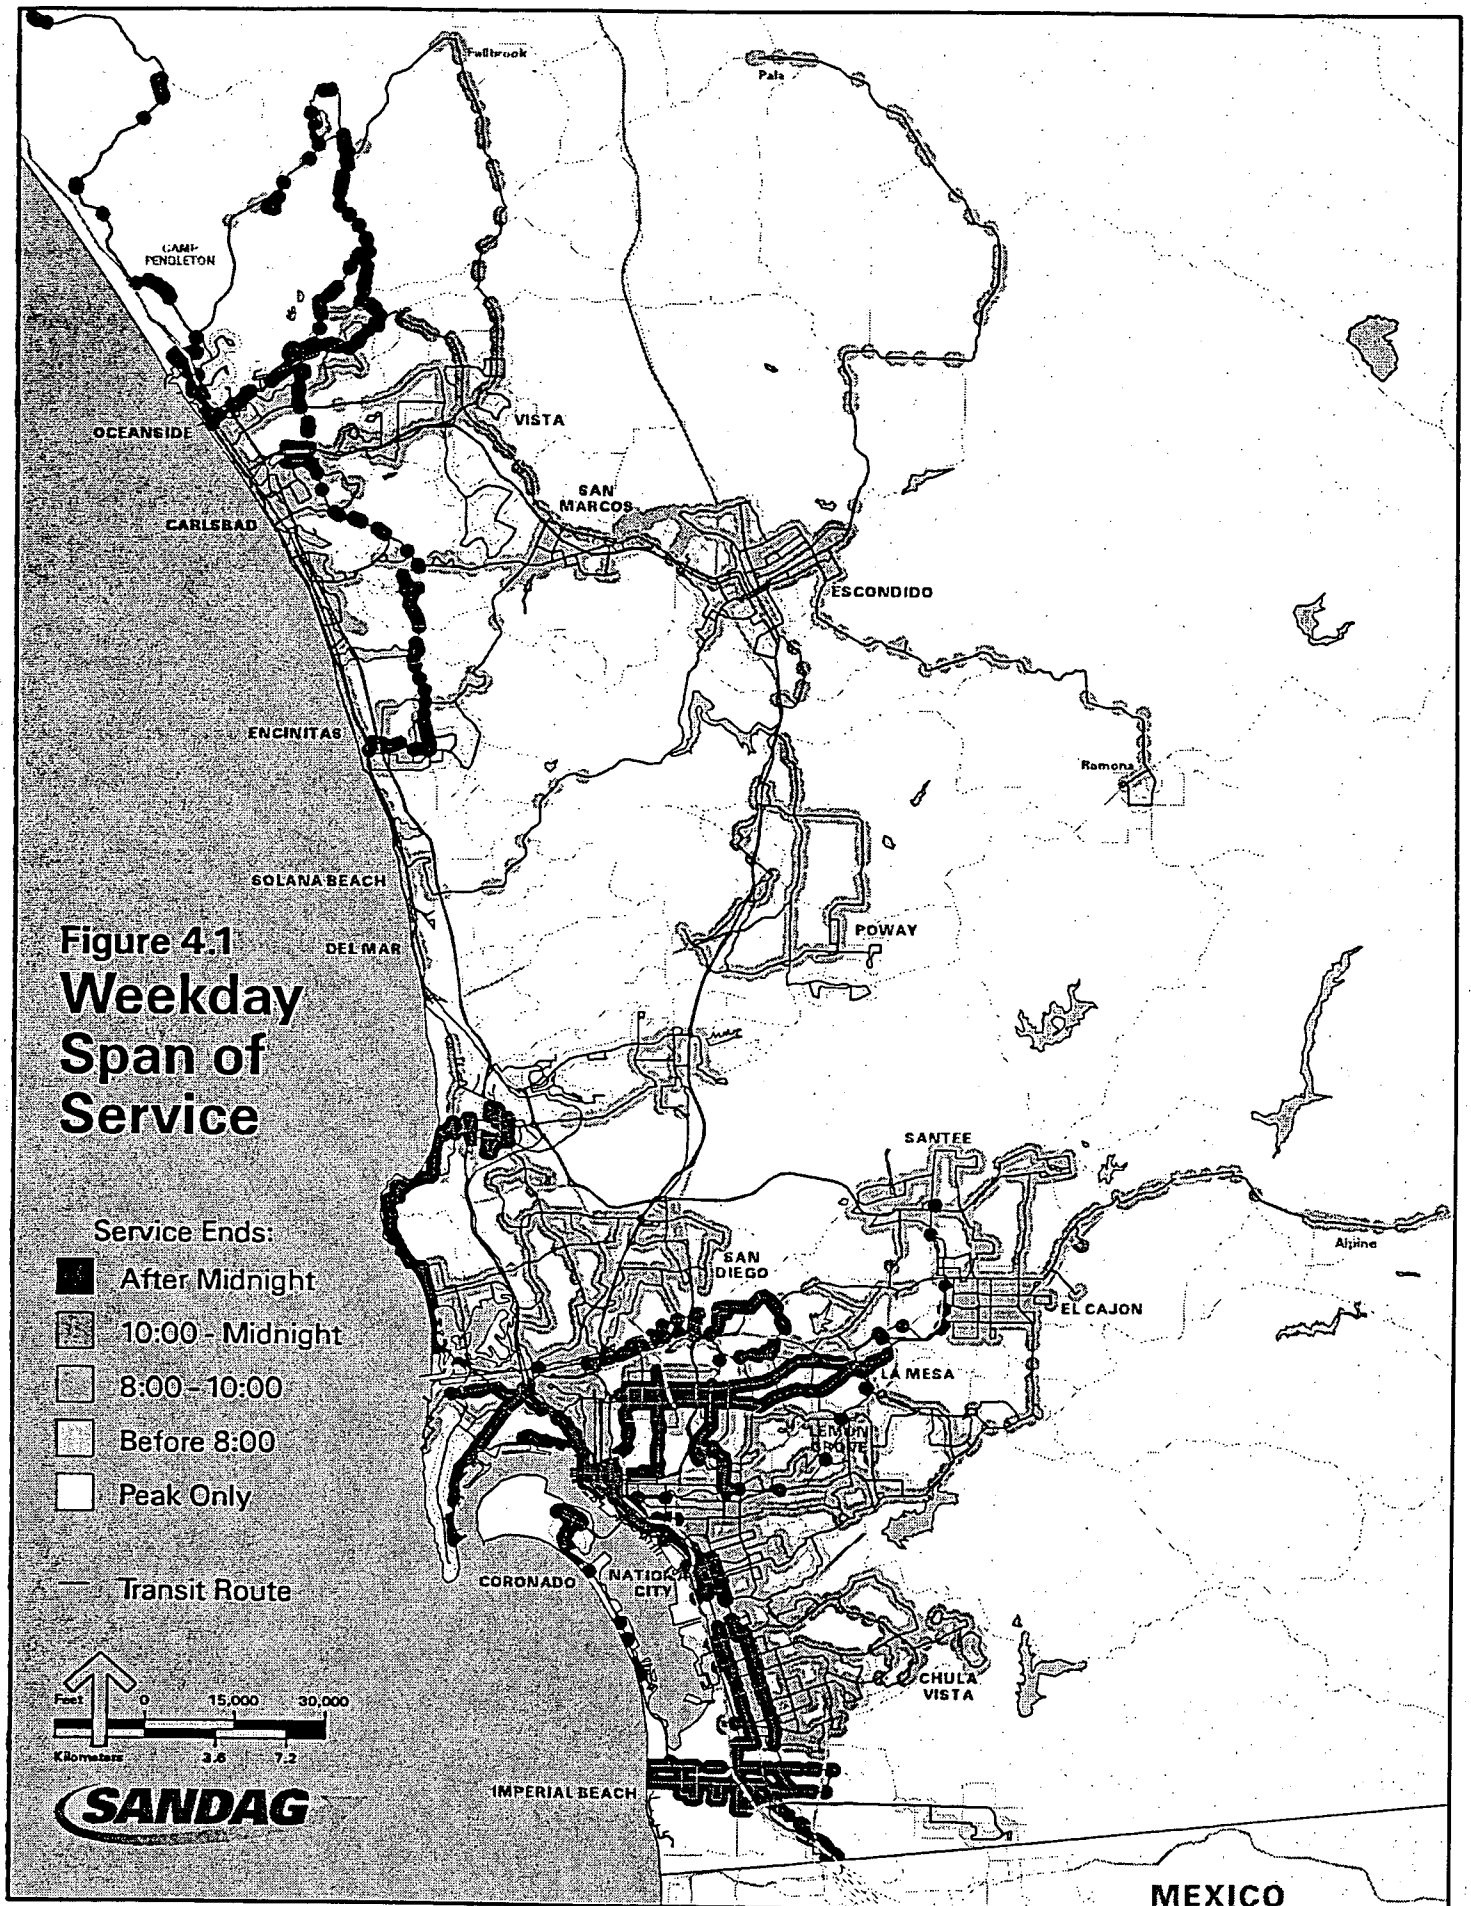 Fallbrook
Pala
CAMP
PENDLETON
OCEANSIDE
VISTA
SAN
MARCOS
CARLSBAD
ESCONDIDO
ENCINITAS
Ramona
SOLANA BEACH
DEL MAR
POWAY
Figure 4.1
Weekday
Span of
Service
SANTEE
Service Ends:
After Midnight
10:00 - Midnight
8:00 - 10:00
Before 8:00
Peak Only
Transit Route
SAN
DIEGO
Alpine
EL CAJON
LA MESA
LEMON
GROVE
CORONADO
NATIONAL
CITY
CHULA
VISTA
Feet 0 15,000 30,000
Kilometers 3.6 7.2
IMPERIAL BEACH
SANDAG
MEXICO